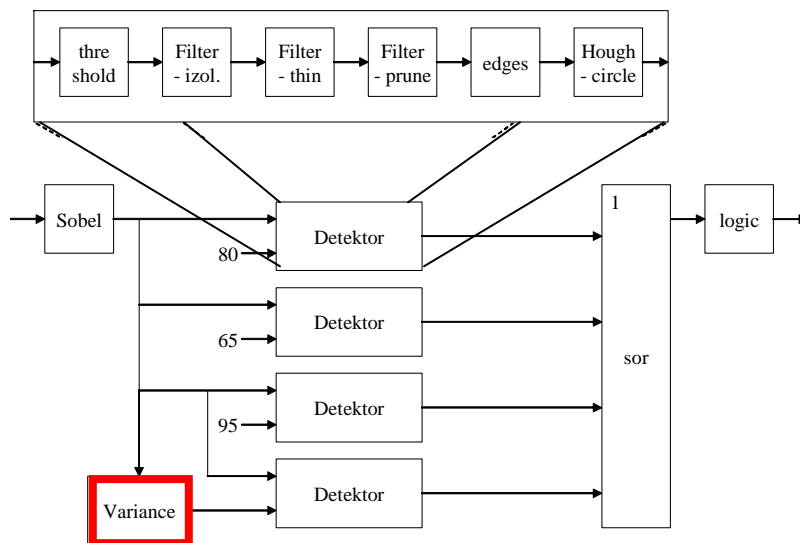 thre
shold
Filter
- izol.
Filter
- thin
Filter
- prune
edges
Hough
- circle
Sobel
80
Detektor
1
logic
65
Detektor
sor
95
Detektor
Variance
Detektor